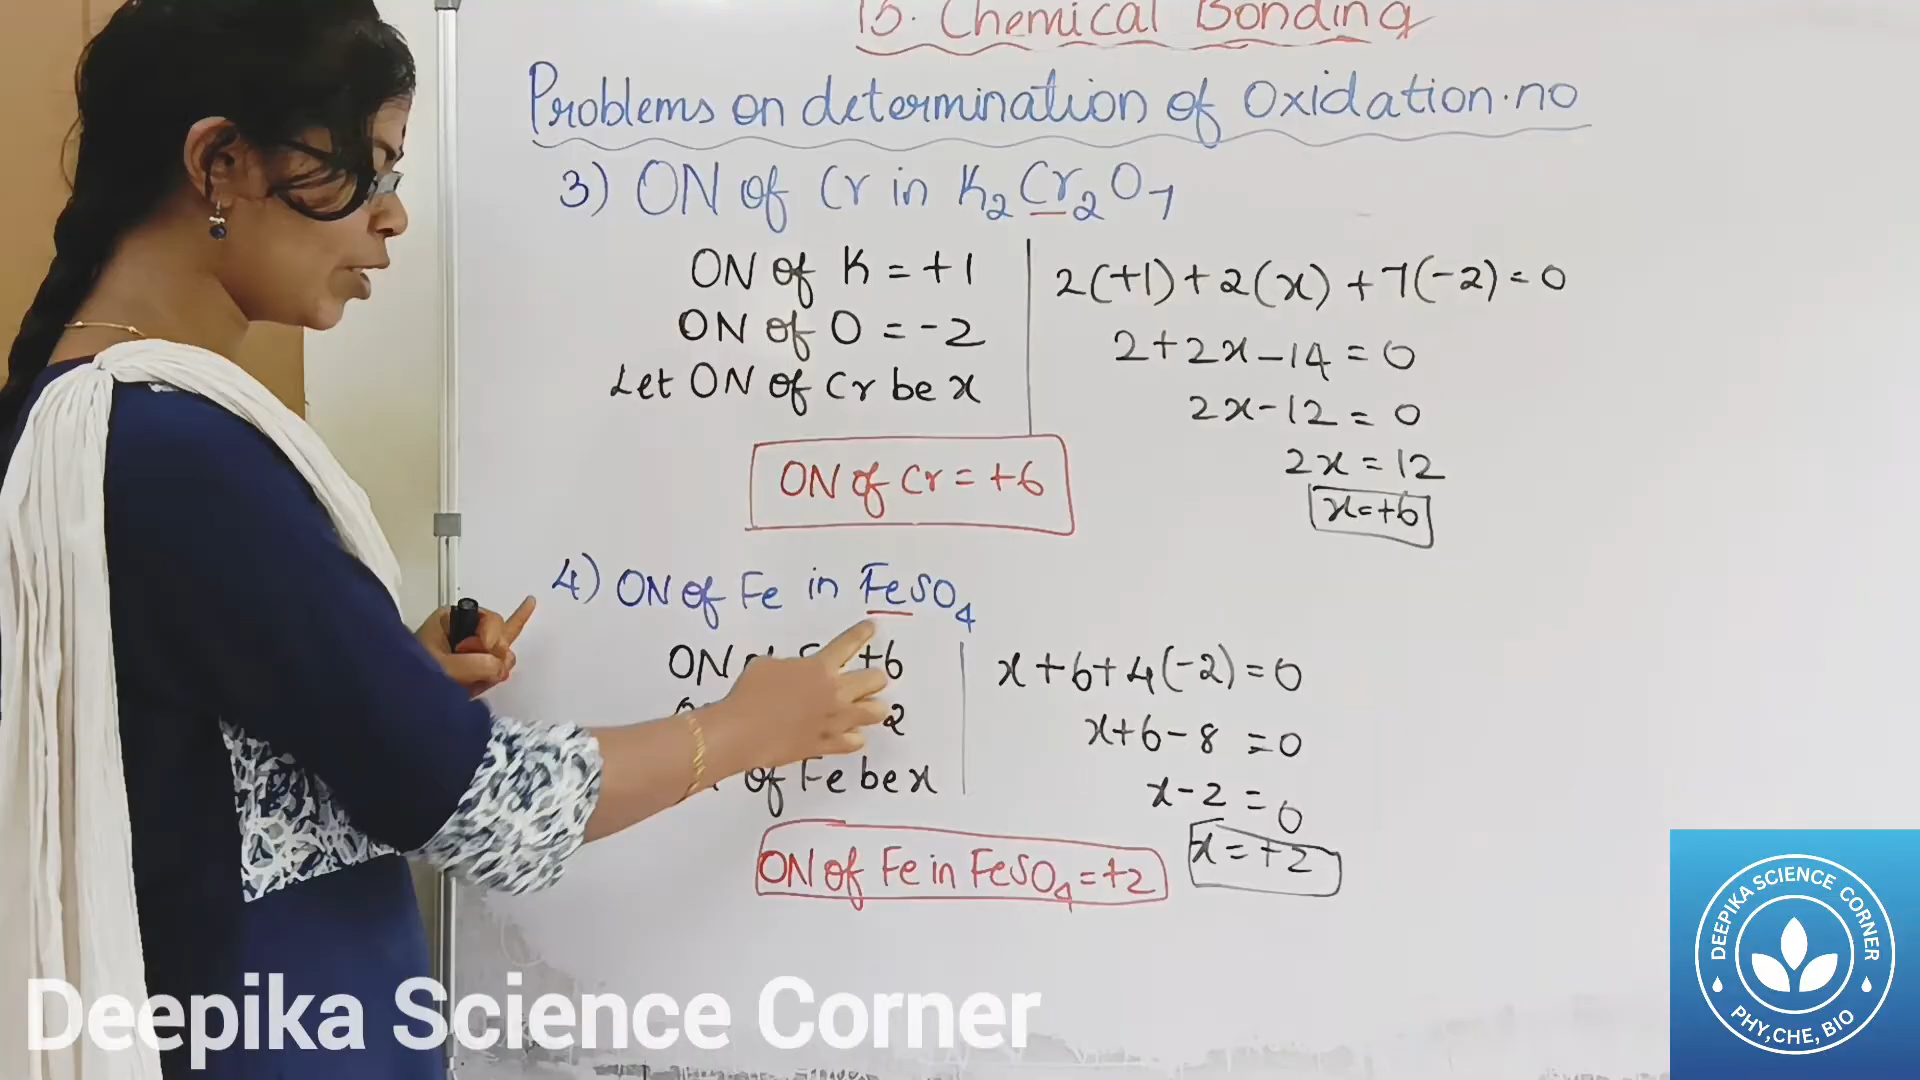 15. Chemical Bonding
Problems on determination of Oxidation.no
3) ON of Cr in K₂Cr₂O₇
ON of K = +1
ON of O = -2
Let ON of Cr be x
ON of Cr = +6
2(+1)+2(x)+7(-2)=0
2+2x-14=0
2x-12=0
2x=12
x=+6
4) ON of Fe in FeSO₄
ON +6
2
of Fe be x
ON of Fe in FeSO₄=+2
x+6+4(-2)=0
x+6-8=0
x-2=0
x=+2
Deepika Science Corner
DEEPIKA SCIENCE CORNER
PHY,CHE, BIO